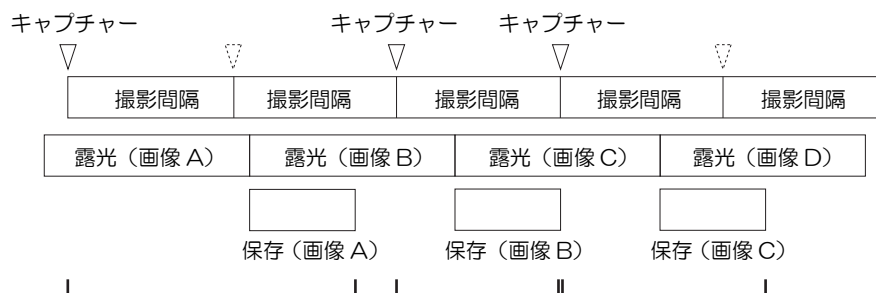 キャプチャー キャプチャー キャプチャー
撮影間隔 撮影間隔 撮影間隔 撮影間隔 撮影間隔
露光（画像 A） 露光（画像 B） 露光（画像 C） 露光（画像 D）
保存（画像 A） 保存（画像 B） 保存（画像 C）